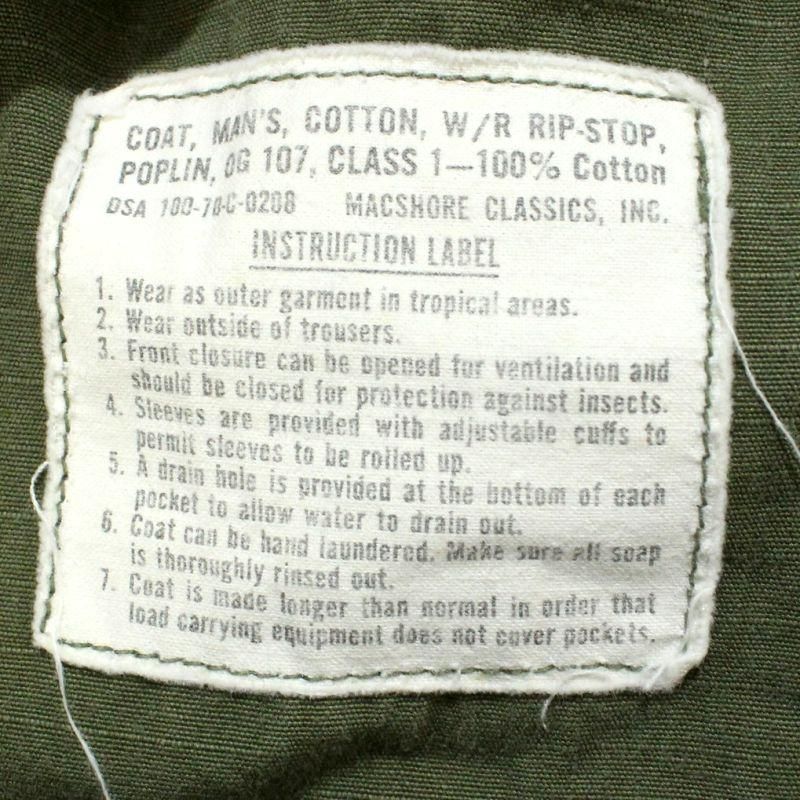 COAT, MAN'S, COTTON, W/R RIP-STOP,
POPLIN, OG 107, CLASS 1—100% Cotton
DSA 100-70-C-0208 MACSHORE CLASSICS, INC.
INSTRUCTION LABEL
1. Wear as outer garment in tropical areas.
2. Wear outside of trousers.
3. Front closure can be opened for ventilation and
should be closed for protection against insects.
4. Sleeves are provided with adjustable cuffs to
permit sleeves to be rolled up.
5. A drain hole is provided at the bottom of each
pocket to allow water to drain out.
6. Coat can be hand laundered. Make sure all soap
is thoroughly rinsed out.
7. Coat is made longer than normal in order that
load carrying equipment does not cover pockets.